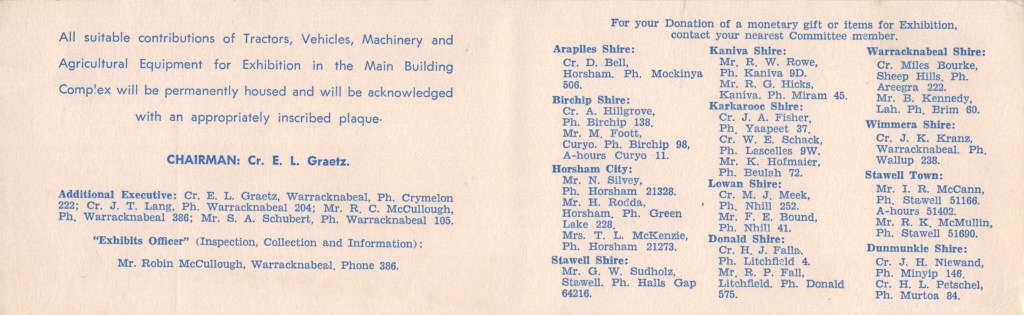 All suitable contributions of Tractors, Vehicles, Machinery and
Agricultural Equipment for Exhibition in the Main Building
Complex will be permanently housed and will be acknowledged
with an appropriately inscribed plaque.
CHAIRMAN: Cr. E. L. Graetz.
Additional Executive: Cr. E. L. Graetz, Warracknabeal, Ph. Crymelon
222; Cr. J. T. Lang, Ph. Warracknabeal 204; Mr. R. C. McCullough,
Ph. Warracknabeal 386; Mr. S. A. Schubert, Ph. Warracknabeal 105.
"Exhibits Officer" (Inspection, Collection and Information):
Mr. Robin McCullough, Warracknabeal. Phone 386.
For your Donation of a monetary gift or items for Exhibition,
contact your nearest Committee member.
Arapiles Shire:
Cr. D. Bell,
Horsham. Ph. Mockinya
506.
Birchip Shire:
Cr. A. Hillgrove,
Ph. Birchip 138.
Mr. M. Foott,
Curyo. Ph. Birchip 98,
A-hours Curyo 11.
Horsham City:
Mr. N. Silvey,
Ph. Horsham 21328.
Mr. H. Rodda,
Horsham, Ph. Green
Lake 228.
Mrs. T. L. McKenzie,
Ph. Horsham 21273.
Stawell Shire:
Mr. G. W. Sudholz,
Stawell. Ph. Halls Gap
64216.
Kaniva Shire:
Mr. R. W. Rowe,
Ph. Kaniva 9D.
Mr. R. G. Hicks,
Kaniva. Ph. Miram 45.
Karkarooc Shire:
Cr. J. A. Fisher,
Ph. Yaapeet 37.
Cr. W. E. Schack,
Ph. Lascelles 9W.
Mr. K. Hofmaier,
Ph. Beulah 72.
Lowan Shire:
Cr. M. J. Meek,
Ph. Nhill 252.
Mr. F. E. Bound,
Ph. Nhill 41.
Donald Shire:
Cr. H. J. Falla.
Ph. Litchfield 4.
Mr. R. P. Fall,
Litchfield. Ph. Donald
575.
Warracknabeal Shire:
Cr. Miles Bourke,
Sheep Hills, Ph.
Areegra 222.
Mr. B. Kennedy,
Lah. Ph. Brim 60.
Wimmera Shire:
Cr. J. K. Kranz,
Warracknabeal. Ph.
Wallup 238.
Stawell Town:
Mr. I. R. McCann,
Ph. Stawell 51166.
A-hours 51402.
Mr. R. K. McMullin,
Ph. Stawell 51690.
Dunmunkle Shire:
Cr. J. H. Niewand,
Ph. Minyip 146.
Cr. H. L. Petschel,
Ph. Murtoa 84.